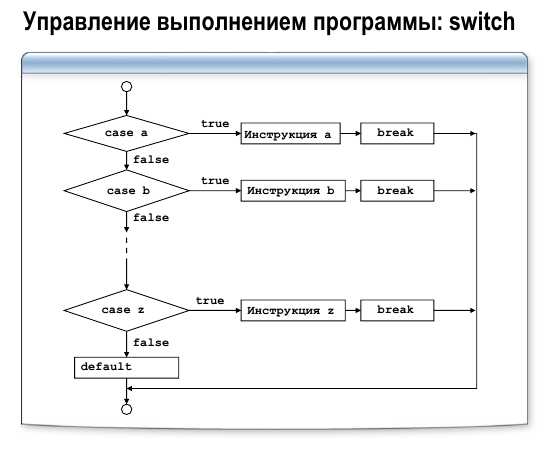 Управление выполнением программы: switch
case a
true
Инструкция a
break
false
case b
true
Инструкция b
break
false
case z
true
Инструкция z
break
false
default